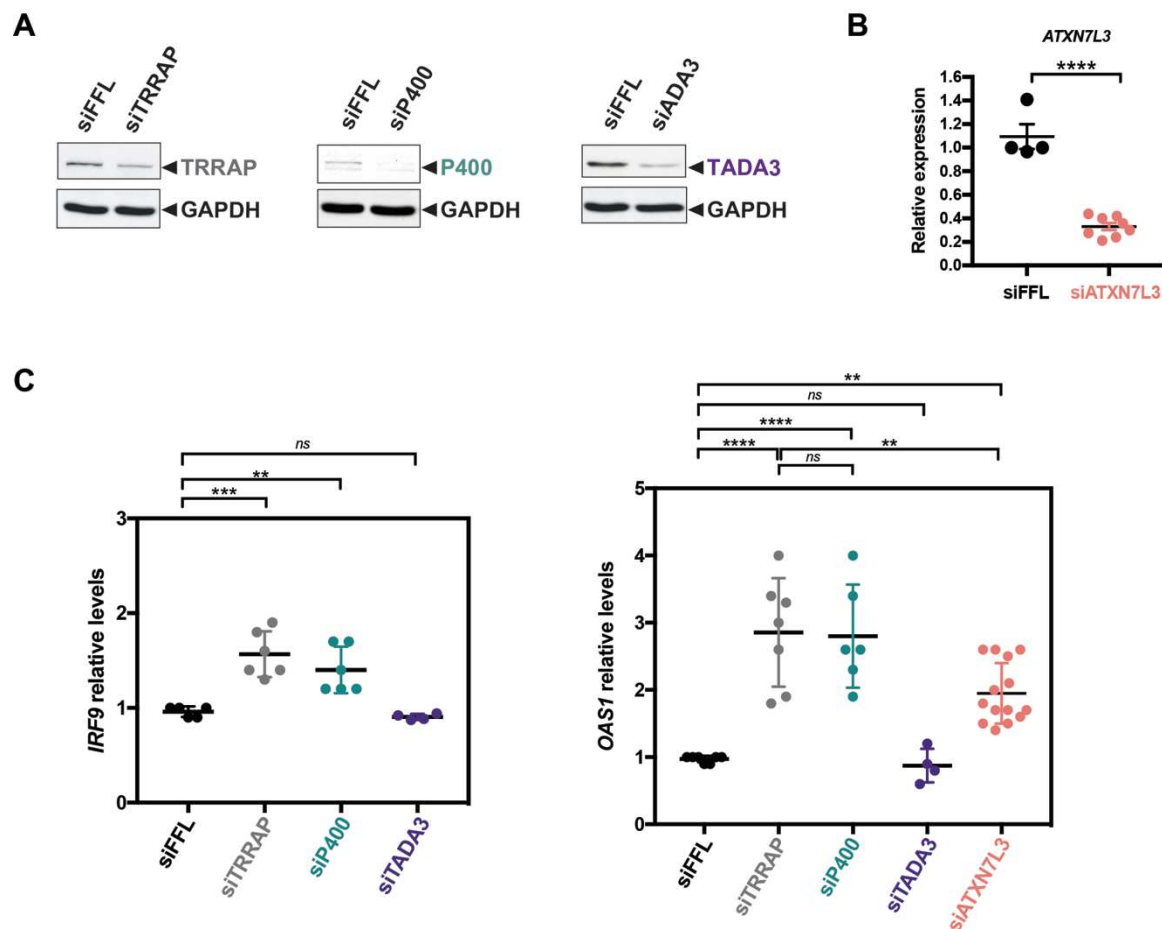 A
siFFL
siTRRAP
TRRAP
GAPDH
siFFL
siP400
P400
GAPDH
siFFL
siADA3
TADA3
GAPDH
B
ATXN7L3
****
Relative expression
1.6
1.4
1.2
1.0
0.8
0.6
0.4
0.2
0.0
siFFL
siATXN7L3
C
ns
**
***
IRF9 relative levels
3
2
1
0
siFFL
siTRRAP
siP400
siTADA3
**
ns
****
**** **
ns
OAS1 relative levels
5
4
3
2
1
0
siFFL
siTRRAP
siP400
siTADA3
siATXN7L3